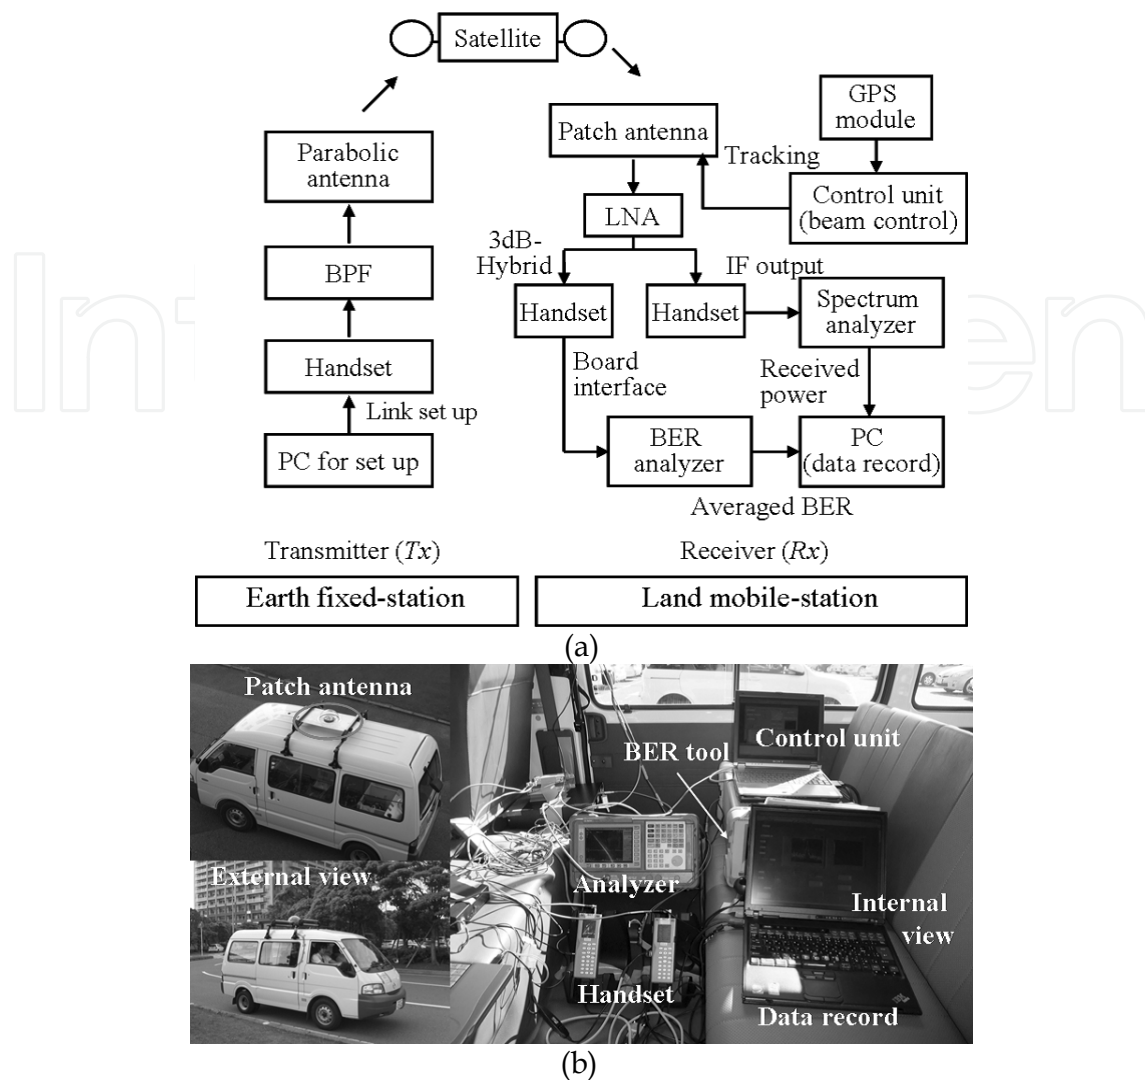 Satellite
GPS
module
Patch antenna
Tracking
Parabolic
antenna
Control unit
(beam control)
LNA
3dB-
Hybrid
IF output
BPF
Handset
Handset
Spectrum
analyzer
Handset
Board
interface
Received
power
Link set up
PC for set up
BER
analyzer
PC
(data record)
Averaged BER
Transmitter (Tx)
Receiver (Rx)
Earth fixed-station
Land mobile-station
(a)
Patch antenna
External view
BER tool
Control unit
Analyzer
Internal
view
Handset
Data record
(b)